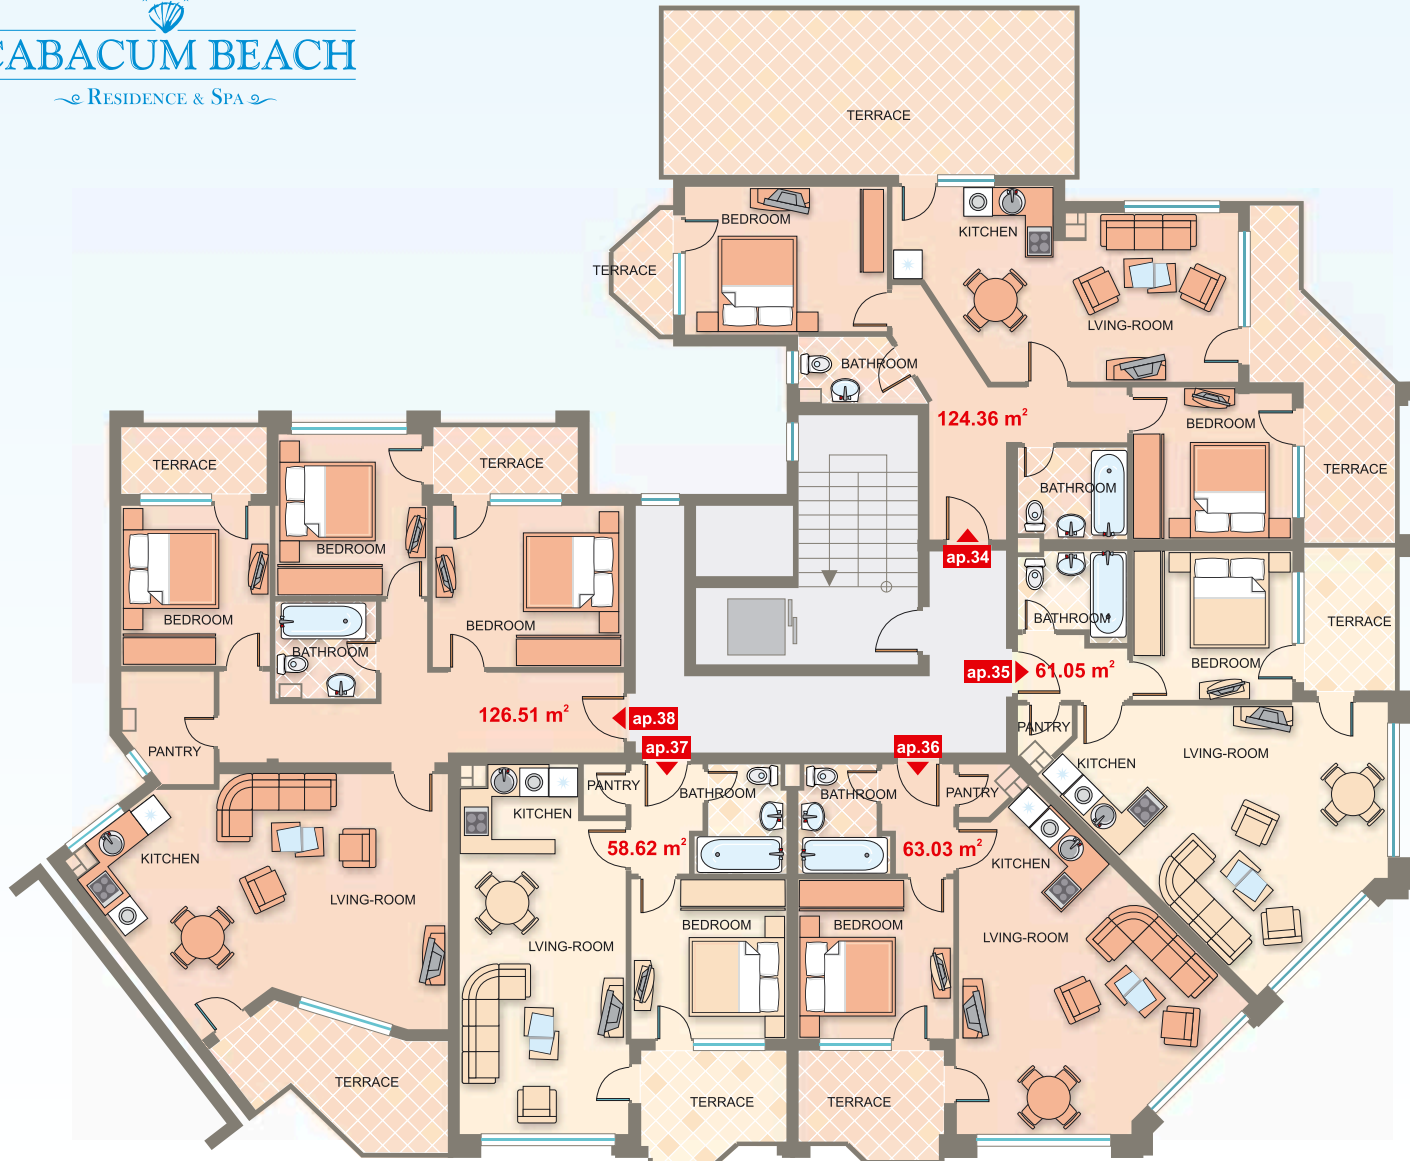 CABACUM BEACH
RESIDENCE & SPA
TERRACE
BEDROOM
KITCHEN
TERRACE
LVING-ROOM
BATHROOM
124.36 m²
BEDROOM
TERRACE
BATHROOM
ap.34
TERRACE
TERRACE
BEDROOM
BEDROOM
BEDROOM
BATHROOM
PANTRY
126.51 m²
ap.38
KITCHEN
LVING-ROOM
TERRACE
BATHROOM
TERRACE
ap.35
61.05 m²
BEDROOM
PANTRY
KITCHEN
LVING-ROOM
ap.37
PANTRY
BATHROOM
KITCHEN
58.62 m²
BEDROOM
LVING-ROOM
TERRACE
ap.36
BATHROOM
PANTRY
63.03 m²
KITCHEN
BEDROOM
LVING-ROOM
TERRACE